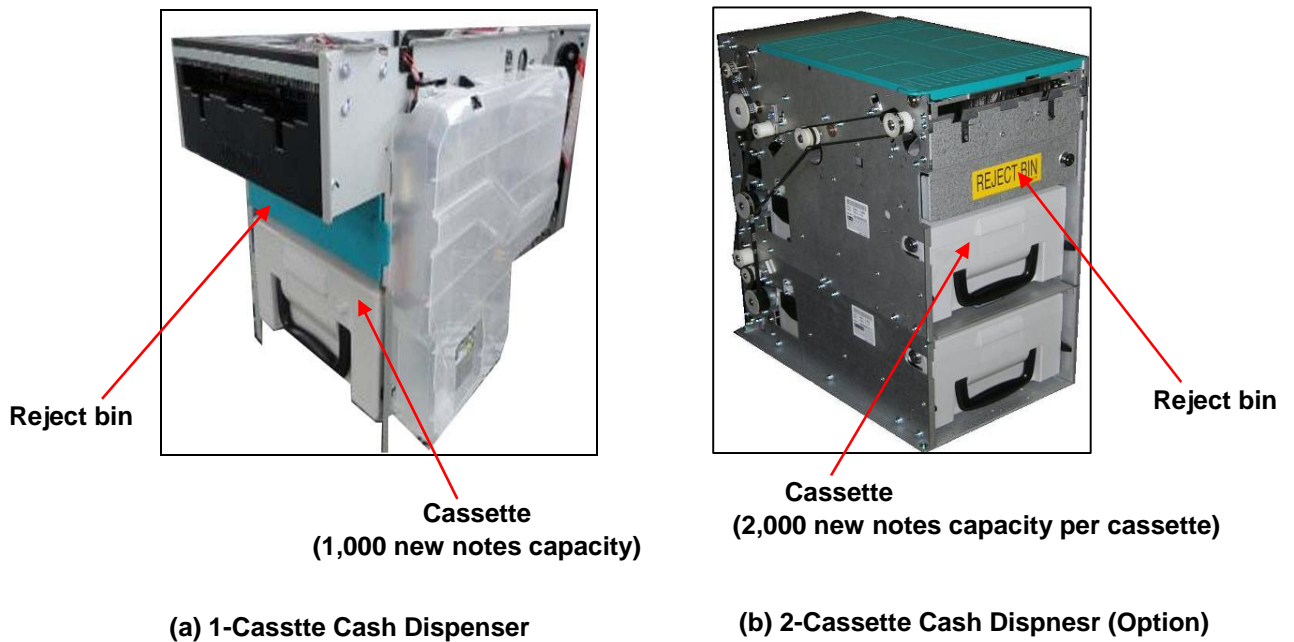 REJECT BIN
Reject bin
Reject bin
Cassette
(1,000 new notes capacity)
Cassette
(2,000 new notes capacity per cassette)
(a) 1-Casstte Cash Dispenser
(b) 2-Cassette Cash Dispnesr (Option)